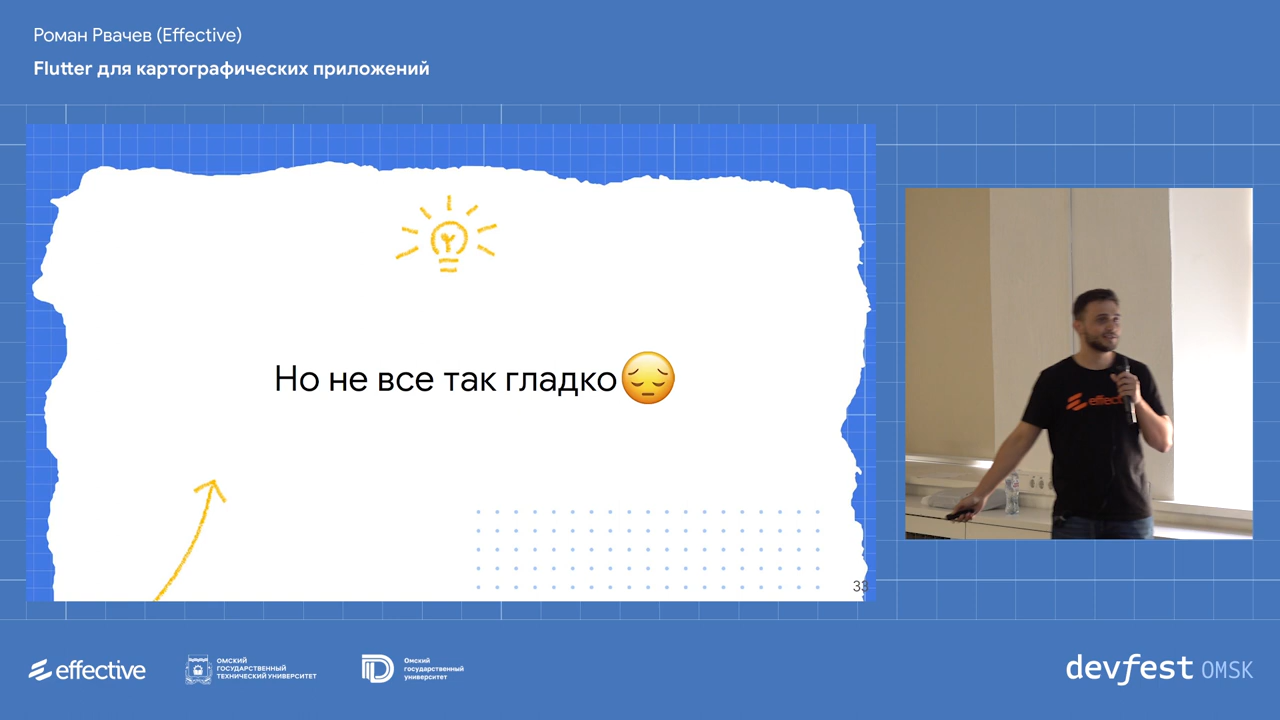 Роман Рвачев (Effective)
Flutter для картографических приложений
Но не все так гладко😔
effective
effective
ОМСКИЙ
ГОСУДАРСТВЕННЫЙ
ТЕХНИЧЕСКИЙ УНИВЕРСИТЕТ
Омский
государственный
университет
devfest OMSK